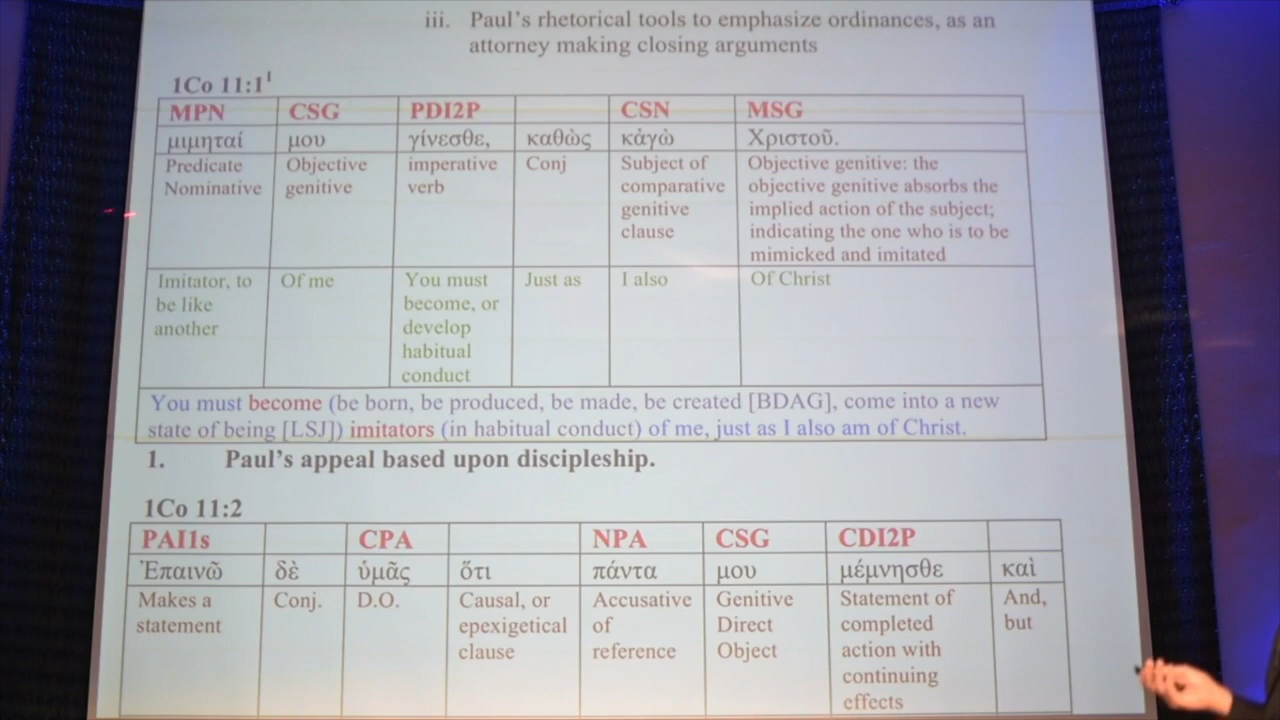 iii. Paul's rhetorical tools to emphasize ordinances, as an
attorney making closing arguments
1Co 11:1¹
MPN CSG PDI2P CSN MSG
μιμηταί μου γίνεσθε, καθὼς κἀγὼ Χριστοῦ.
Predicate Objective imperative Conj Subject of Objective genitive: the
Nominative genitive verb comparative objective genitive absorbs the
genitive implied action of the subject;
clause indicating the one who is to be
mimicked and imitated
Imitator, to Of me You must Just as I also Of Christ
be like become, or
another develop
habitual
conduct
You must become (be born, be produced, be made, be created [BDAG], come into a new
state of being [LSJ]) imitators (in habitual conduct) of me, just as I also am of Christ.
1. Paul's appeal based upon discipleship.
1Co 11:2
PAI1s CPA NPA CSG CDI2P
Ἐπαινῶ δὲ ὑμᾶς ὅτι πάντα μου μέμνησθε καὶ
Makes a Conj. D.O. Causal, or Accusative Genitive Statement of And,
statement epexigetical of Direct completed but
clause reference Object action with
continuing
effects